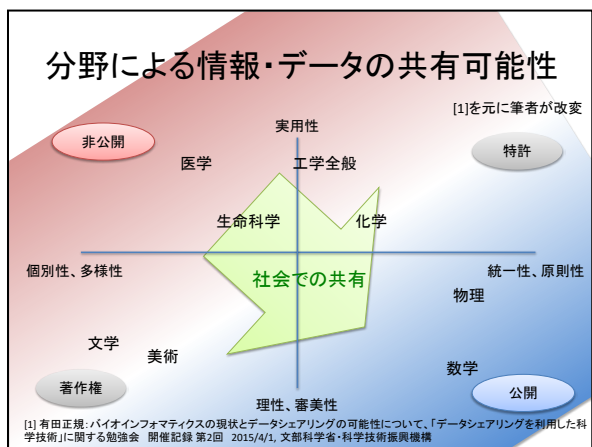 分野による情報・データの共有可能性
[1]を元に筆者が改変
実用性
非公開
特許
医学
工学全般
生命科学
化学
個別性、多様性
統一性、原則性
社会での共有
物理
文学
美術
数学
著作権
公開
理性、審美性
[1] 有田正規：バイオインフォマティクスの現状とデータシェアリングの可能性について、「データシェアリングを利用した科
学技術」に関する勉強会 開催記録 第2回 2015/4/1, 文部科学省・科学技術振興機構